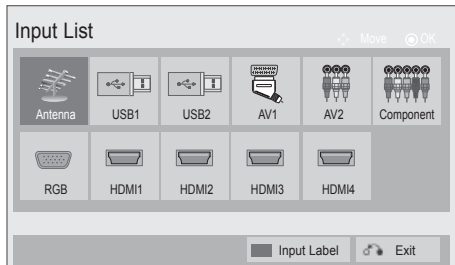 Input List
Move OK
Antenna USB1 USB2 AV1 AV2 Component
RGB HDMI1 HDMI2 HDMI3 HDMI4
Input Label Exit